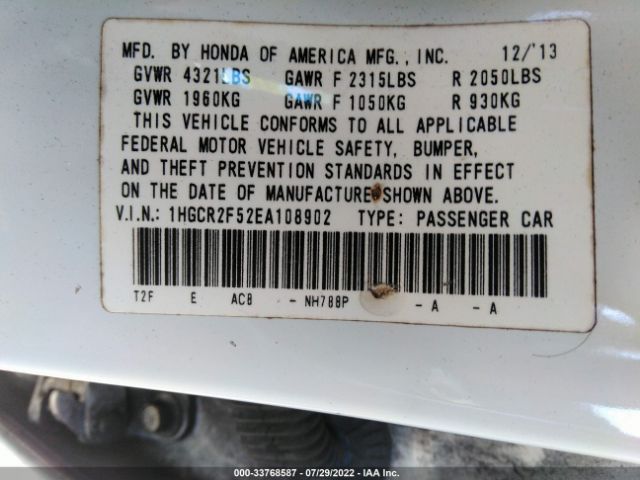 MFD. BY HONDA OF AMERICA MFG., INC. 12/'13
GVWR 4321LBS GAWR F 2315LBS R 2050LBS
GVWR 1960KG GAWR F 1050KG R 930KG
THIS VEHICLE CONFORMS TO ALL APPLICABLE
FEDERAL MOTOR VEHICLE SAFETY, BUMPER,
AND THEFT PREVENTION STANDARDS IN EFFECT
ON THE DATE OF MANUFACTURE SHOWN ABOVE.
V.I.N.: 1HGCR2F52EA108902 TYPE: PASSENGER CAR
T2F E AC8 - NH788P - A - A
000-33768587 - 07/29/2022 - IAA Inc.